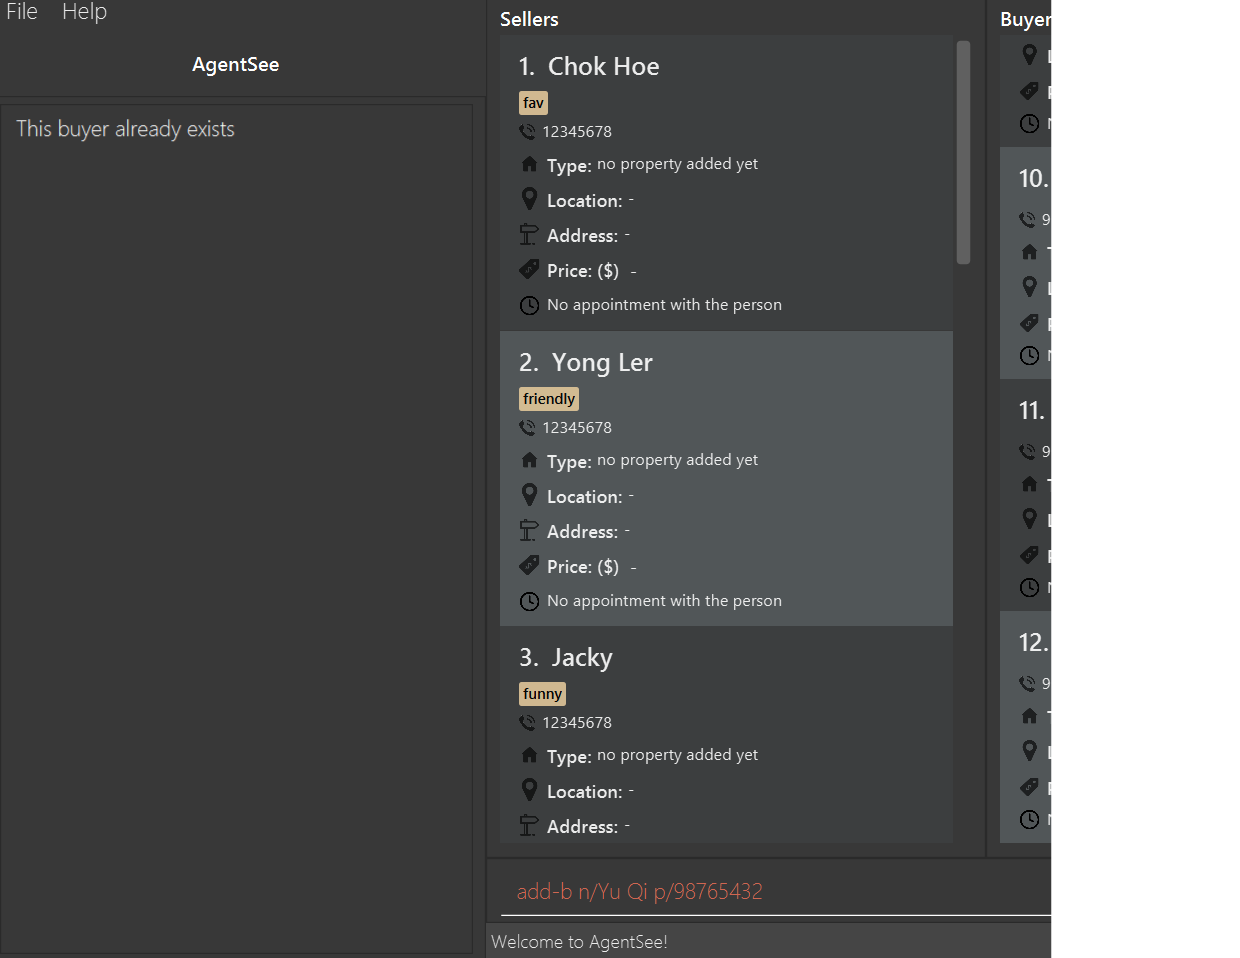 File Help
AgentSee
This buyer already exists
Sellers
1. Chok Hoe
fav
12345678
Type: no property added yet
Location: -
Address: -
Price: ($) -
No appointment with the person
2. Yong Ler
friendly
12345678
Type: no property added yet
Location: -
Address: -
Price: ($) -
No appointment with the person
3. Jacky
funny
12345678
Type: no property added yet
Location: -
Address: -
Buyer
10.
9
11.
9
12.
9
add-b n/Yu Qi p/98765432
Welcome to AgentSee!